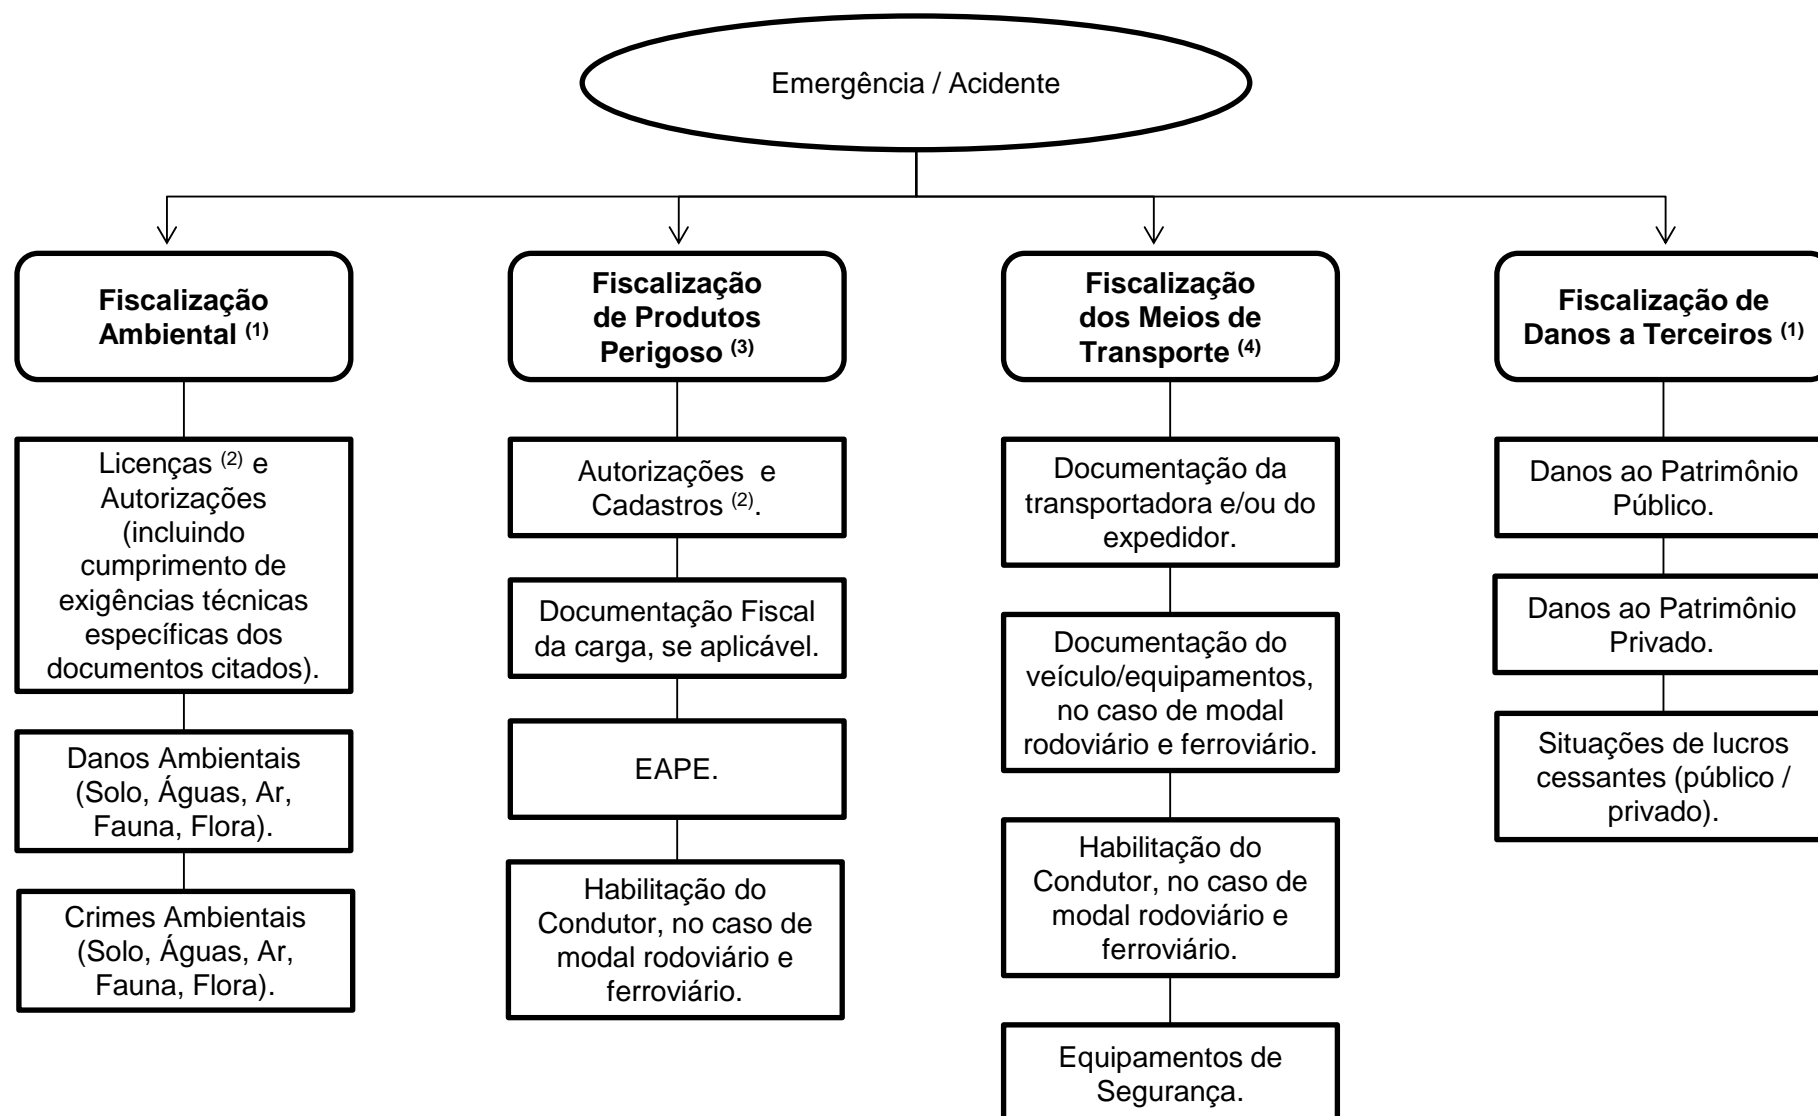 Emergência / Acidente
Fiscalização
Ambiental (1)
Licenças (2) e
Autorizações
(incluindo
cumprimento de
exigências técnicas
específicas dos
documentos citados).
Danos Ambientais
(Solo, Águas, Ar,
Fauna, Flora).
Crimes Ambientais
(Solo, Águas, Ar,
Fauna, Flora).
Fiscalização
de Produtos
Perigoso (3)
Autorizações e
Cadastros (2).
Documentação Fiscal
da carga, se aplicável.
EAPE.
Habilitação do
Condutor, no caso de
modal rodoviário e
ferroviário.
Fiscalização
dos Meios de
Transporte (4)
Documentação da
transportadora e/ou do
expedidor.
Documentação do
veículo/equipamentos,
no caso de modal
rodoviário e ferroviário.
Habilitação do
Condutor, no caso de
modal rodoviário e
ferroviário.
Equipamentos de
Segurança.
Fiscalização de
Danos a Terceiros (1)
Danos ao Patrimônio
Público.
Danos ao Patrimônio
Privado.
Situações de lucros
cessantes (público /
privado).